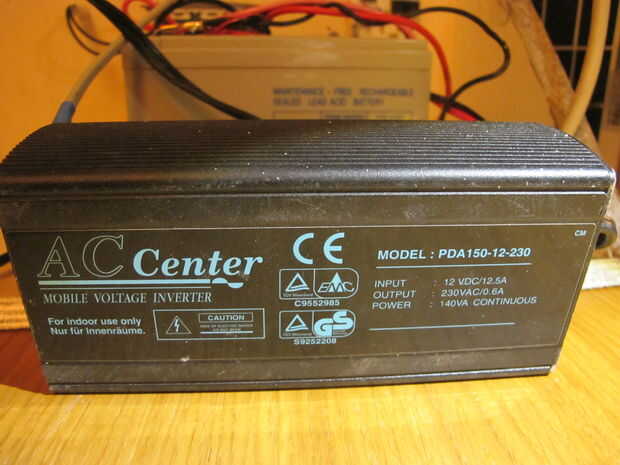 MAINTENANCE - FREE RECHARGEABLE
SEALED LEAD ACID BATTERY
AC Center
MOBILE VOLTAGE INVERTER
For indoor use only
Nur für Innenräume.
CAUTION
CE
EMC
C9552985
GS
S9252208
CM
MODEL : PDA150-12-230
INPUT : 12 VDC/12.5A
OUTPUT : 230VAC/0.6A
POWER : 140VA CONTINUOUS